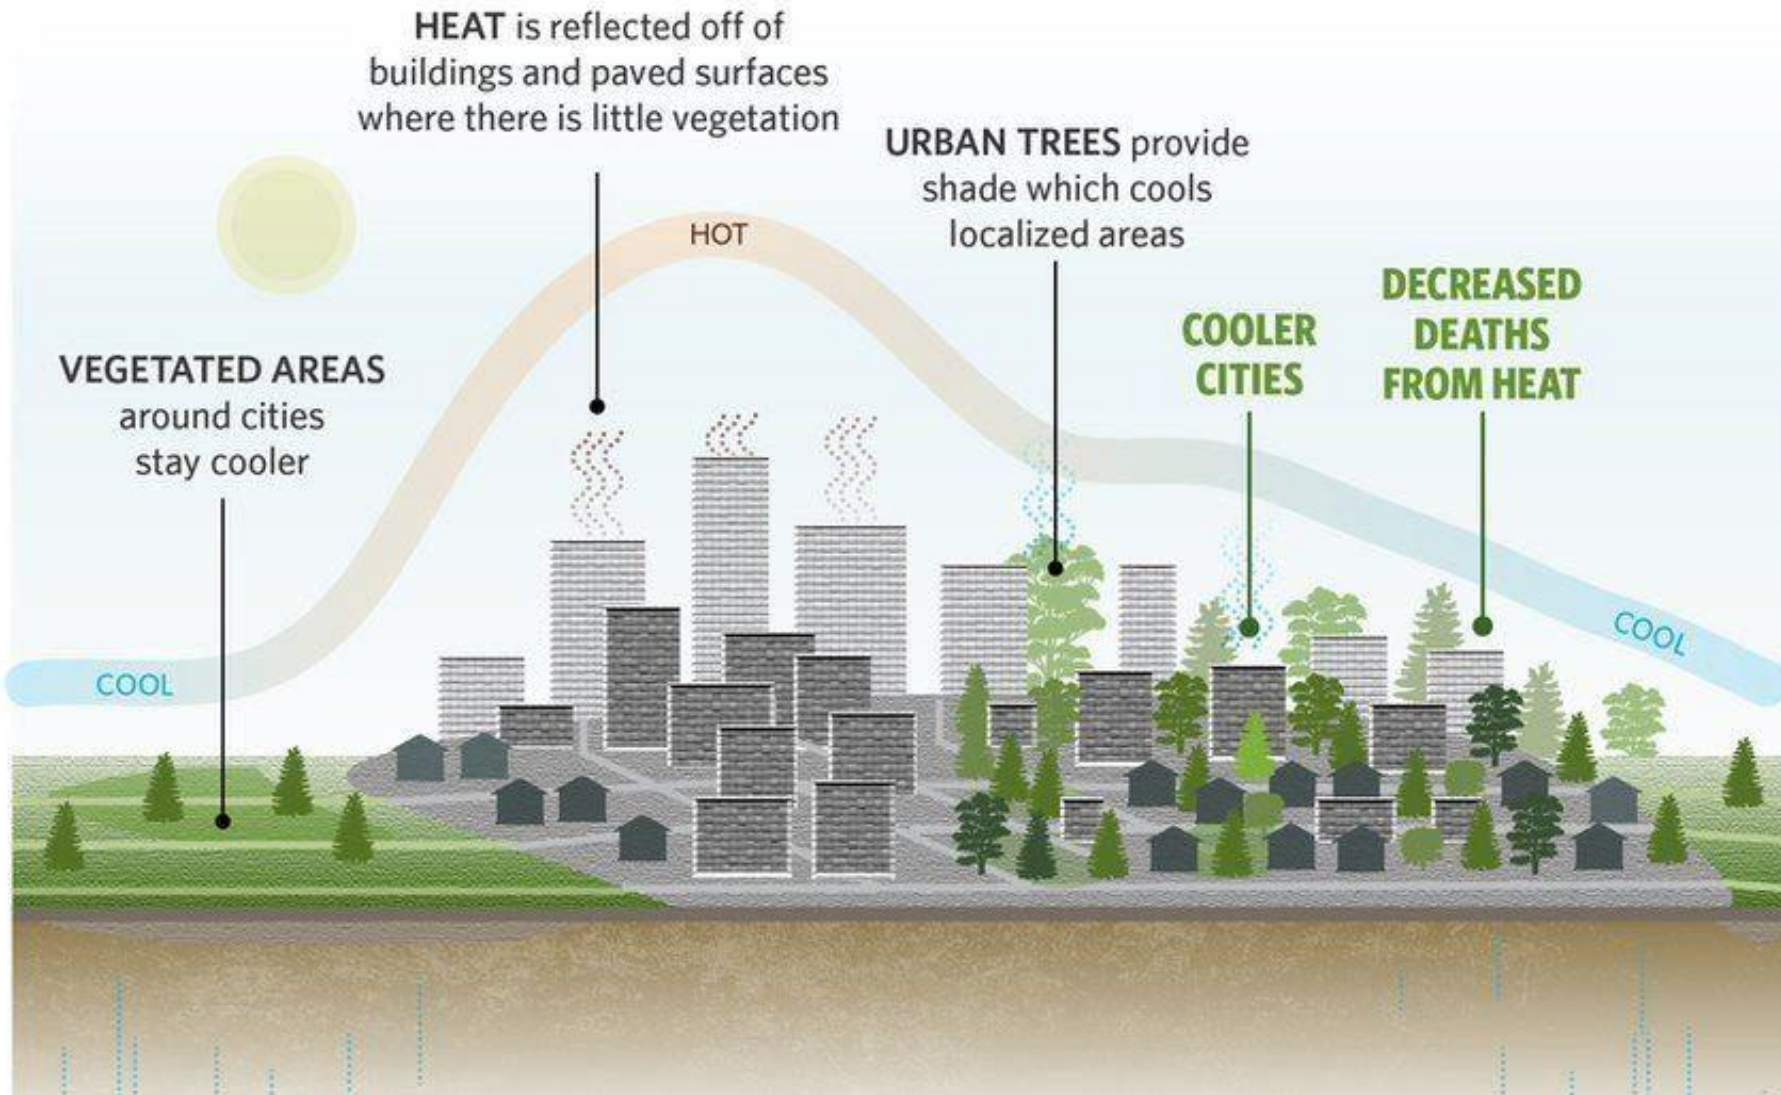 HEAT is reflected off of
buildings and paved surfaces
where there is little vegetation
URBAN TREES provide
shade which cools
localized areas
HOT
DECREASED
DEATHS
FROM HEAT
COOLER
CITIES
VEGETATED AREAS
around cities
stay cooler
COOL
COOL